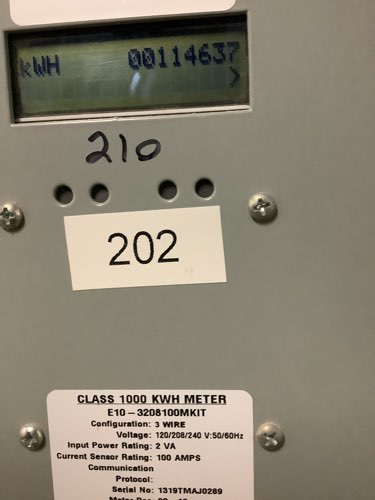 kWH 00114637
>
210
202
CLASS 1000 KWH METER
E10-3208100MKIT
Configuration: 3 WIRE
Voltage: 120/208/240 V:50/60Hz
Input Power Rating: 2 VA
Current Sensor Rating: 100 AMPS
Communication
Protocol:
Serial No: 1319TMAJ0289